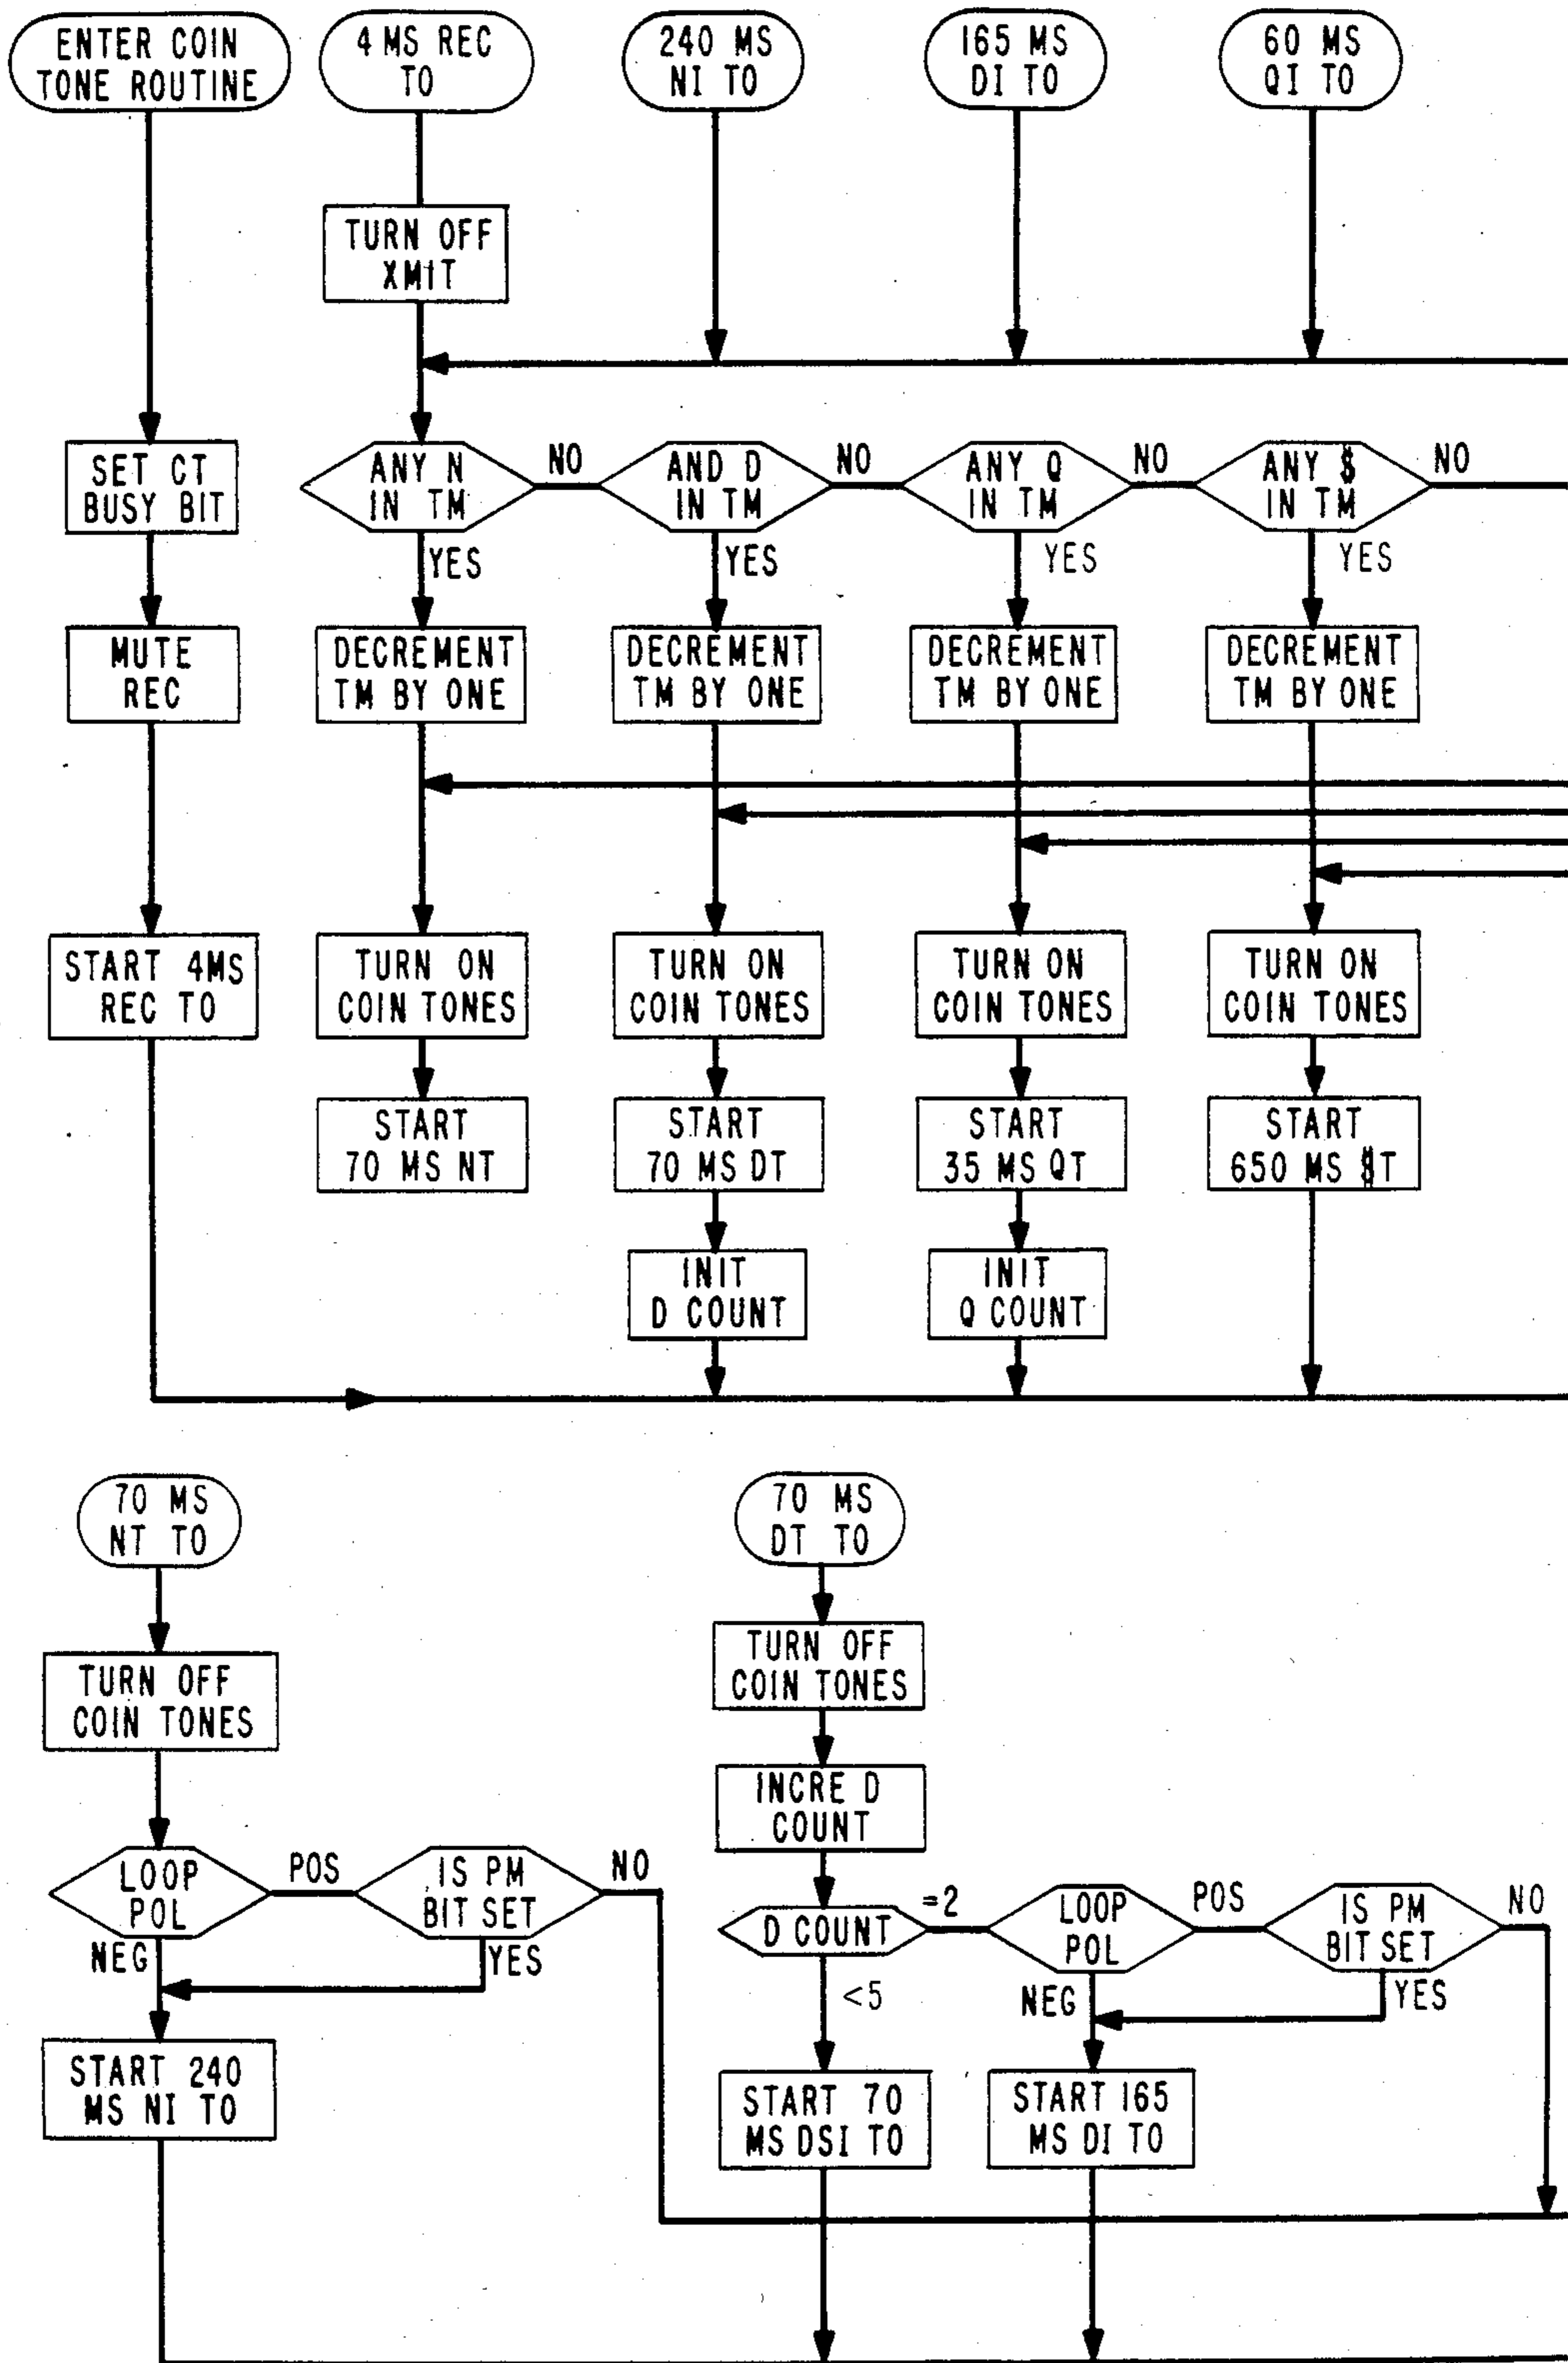 ENTER COIN
TONE ROUTINE
4 MS REC
TO
240 MS
NI TO
165 MS
DI TO
60 MS
QI TO
TURN OFF
XMIT
SET CT
BUSY BIT
ANY N
IN TM
NO
AND D
IN TM
NO
ANY Q
IN TM
NO
ANY $
IN TM
NO
YES
YES
YES
YES
MUTE
REC
DECREMENT
TM BY ONE
DECREMENT
TM BY ONE
DECREMENT
TM BY ONE
DECREMENT
TM BY ONE
START 4MS
REC TO
TURN ON
COIN TONES
TURN ON
COIN TONES
TURN ON
COIN TONES
TURN ON
COIN TONES
START
70 MS NT
START
70 MS DT
START
35 MS QT
START
650 MS $T
INIT
D COUNT
INIT
Q COUNT
70 MS
NT TO
70 MS
DT TO
TURN OFF
COIN TONES
TURN OFF
COIN TONES
INCRE D
COUNT
LOOP
POL
POS
IS PM
BIT SET
NO
NEG
YES
D COUNT
=2
LOOP
POL
POS
IS PM
BIT SET
NO
<5
NEG
YES
START 240
MS NI TO
START 70
MS DSI TO
START 165
MS DI TO